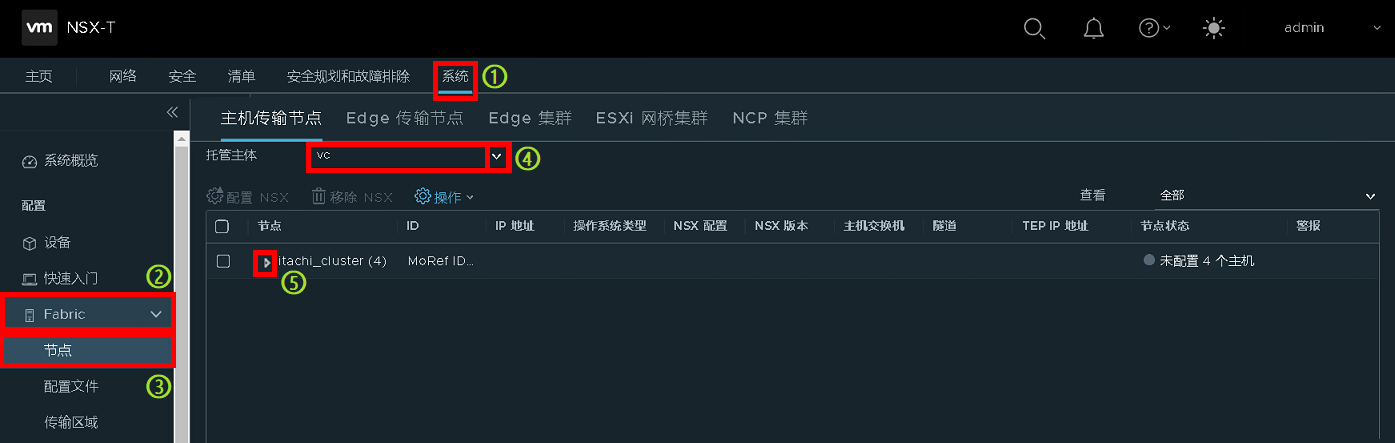 vm NSX-T admin
主页 网络 安全 清单 安全规划和故障排除 系统 ①
主机传输节点 Edge 传输节点 Edge 集群 ESXi 网桥集群 NCP 集群
系统概览
配置
设备
快速入门 ②
Fabric
节点
配置文件 ③
传输区域
托管主体 vc ④
配置 NSX 移除 NSX 操作 查看 全部
节点 ID IP 地址 操作系统类型 NSX 配置 NSX 版本 主机交换机 隧道 TEP IP 地址 节点状态 警报
itachi_cluster (4) MoRef ID... 未配置 4 个主机
⑤